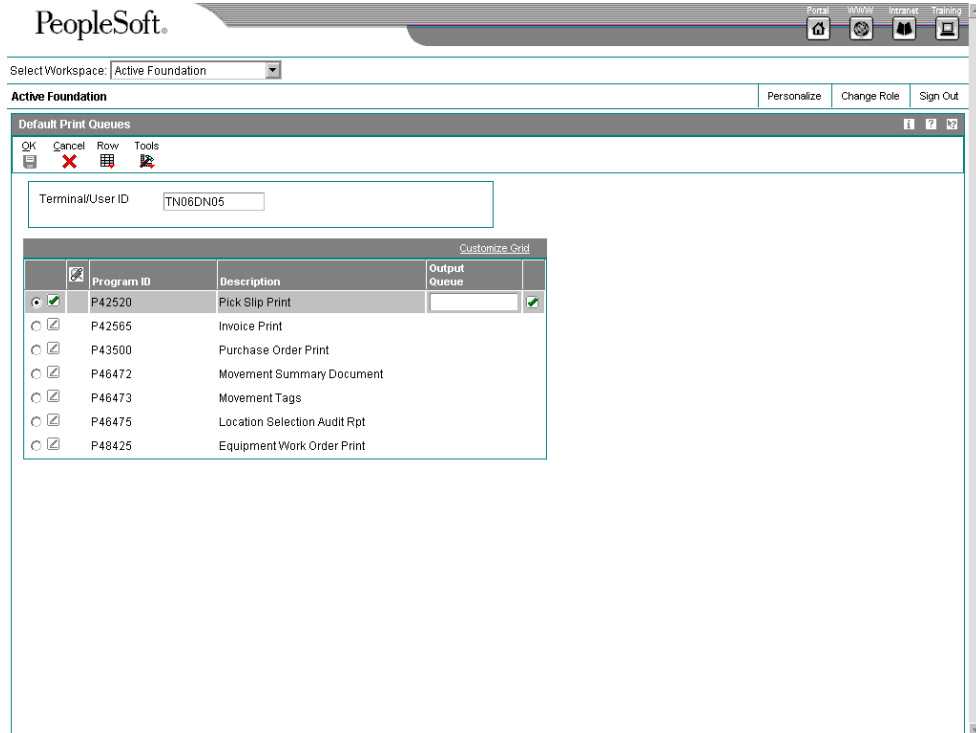 PeopleSoft.
Portal WWW Intranet Training
Select Workspace: Active Foundation
Active Foundation
Personalize Change Role Sign Out
Default Print Queues
i ? ?
OK Cancel Row Tools
Terminal/User ID TN06DN05
Customize Grid
Program ID Description Output Queue
P42520 Pick Slip Print
P42565 Invoice Print
P43500 Purchase Order Print
P46472 Movement Summary Document
P46473 Movement Tags
P46475 Location Selection Audit Rpt
P48425 Equipment Work Order Print